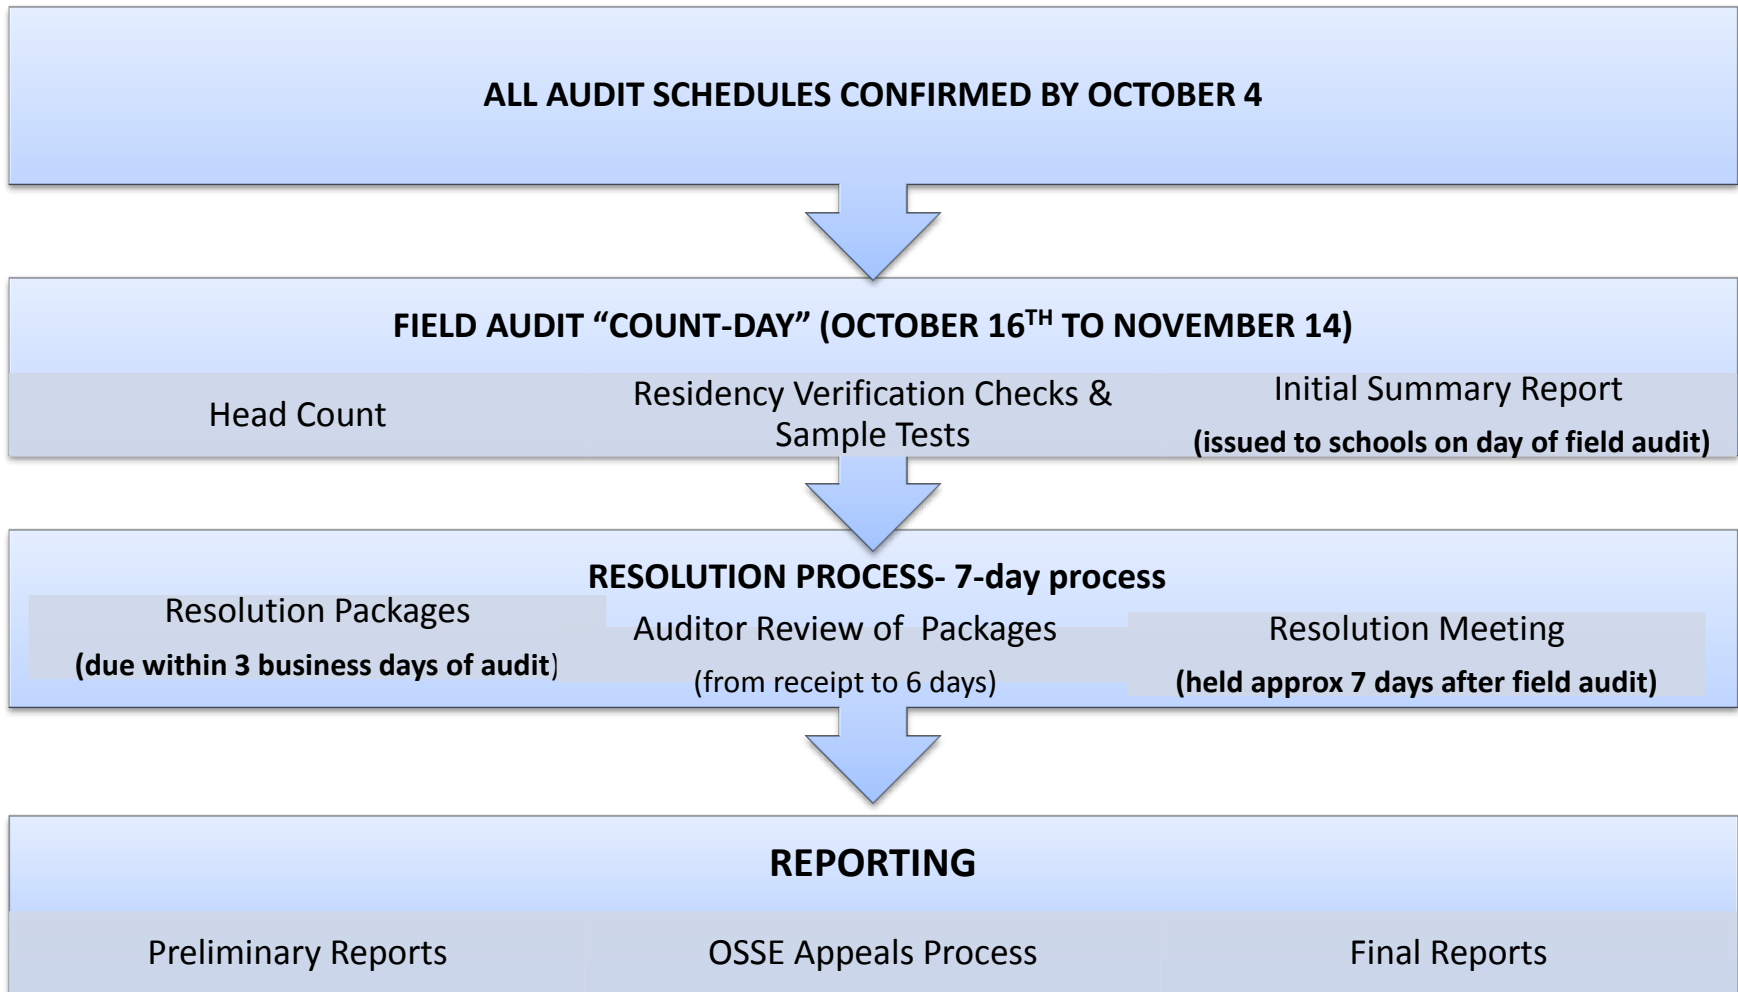 ALL AUDIT SCHEDULES CONFIRMED BY OCTOBER 4
FIELD AUDIT “COUNT-DAY” (OCTOBER 16TH TO NOVEMBER 14)
Head Count
Residency Verification Checks &
Sample Tests
Initial Summary Report
(issued to schools on day of field audit)
RESOLUTION PROCESS- 7-day process
Resolution Packages
(due within 3 business days of audit)
Auditor Review of  Packages
(from receipt to 6 days)
Resolution Meeting
(held approx 7 days after field audit)
REPORTING
Preliminary Reports
OSSE Appeals Process
Final Reports